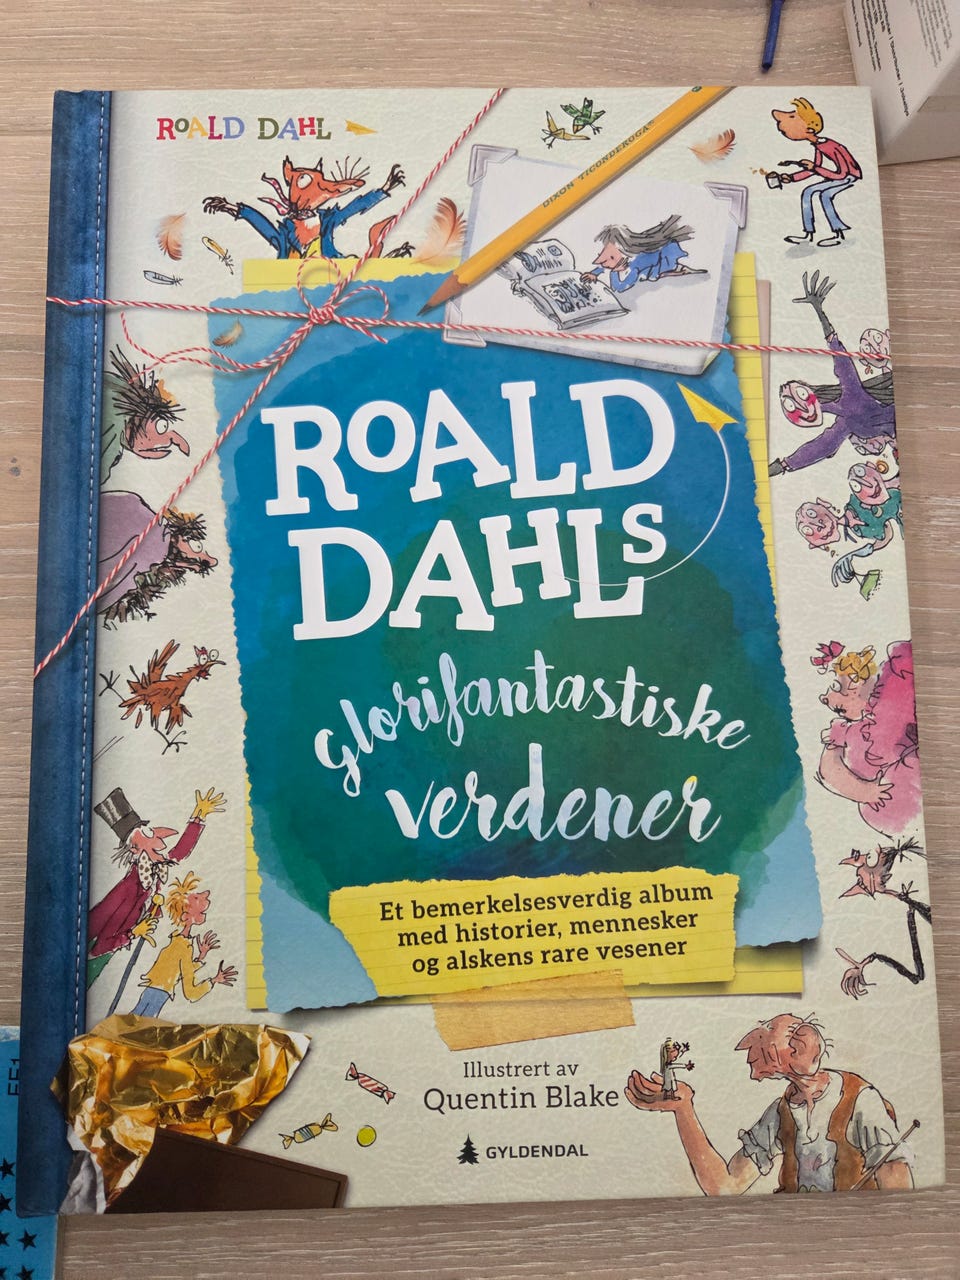 ROALD DAHL
DIXON TICONDEROGA®
ROALD
DAHLS
glorifantastiske
verdener
Et bemerkelsesverdig album
med historier, mennesker
og alskens rare vesener
Illustrert av
Quentin Blake
GYLDENDAL